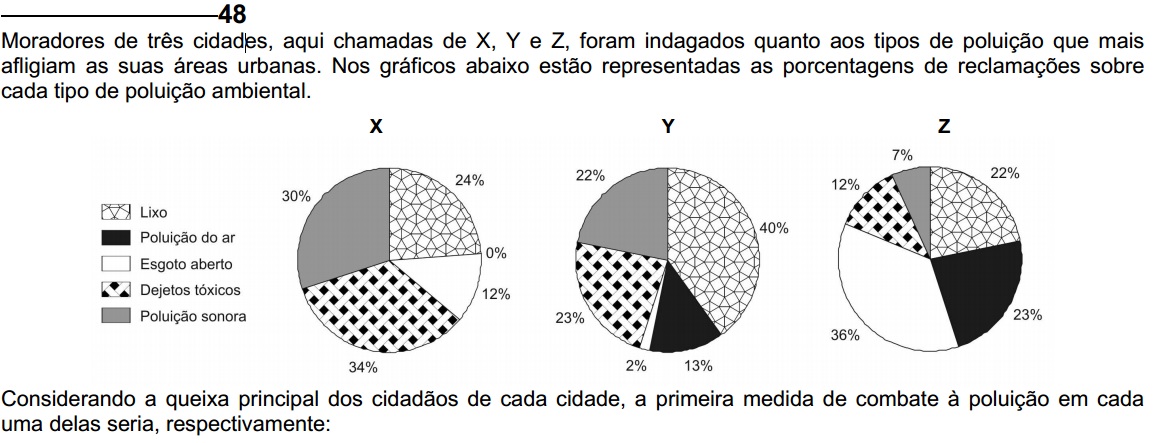 48
Moradores de três cidades, aqui chamadas de X, Y e Z, foram indagados quanto aos tipos de poluição que mais
afligiam as suas áreas urbanas. Nos gráficos abaixo estão representadas as porcentagens de reclamações sobre
cada tipo de poluição ambiental.
Lixo
Poluição do ar
Esgoto aberto
Dejetos tóxicos
Poluição sonora
X
30%
24%
0%
12%
34%
Y
22%
40%
23%
2%
13%
Z
7%
12%
22%
36%
23%
Considerando a queixa principal dos cidadãos de cada cidade, a primeira medida de combate à poluição em cada
uma delas seria, respectivamente: